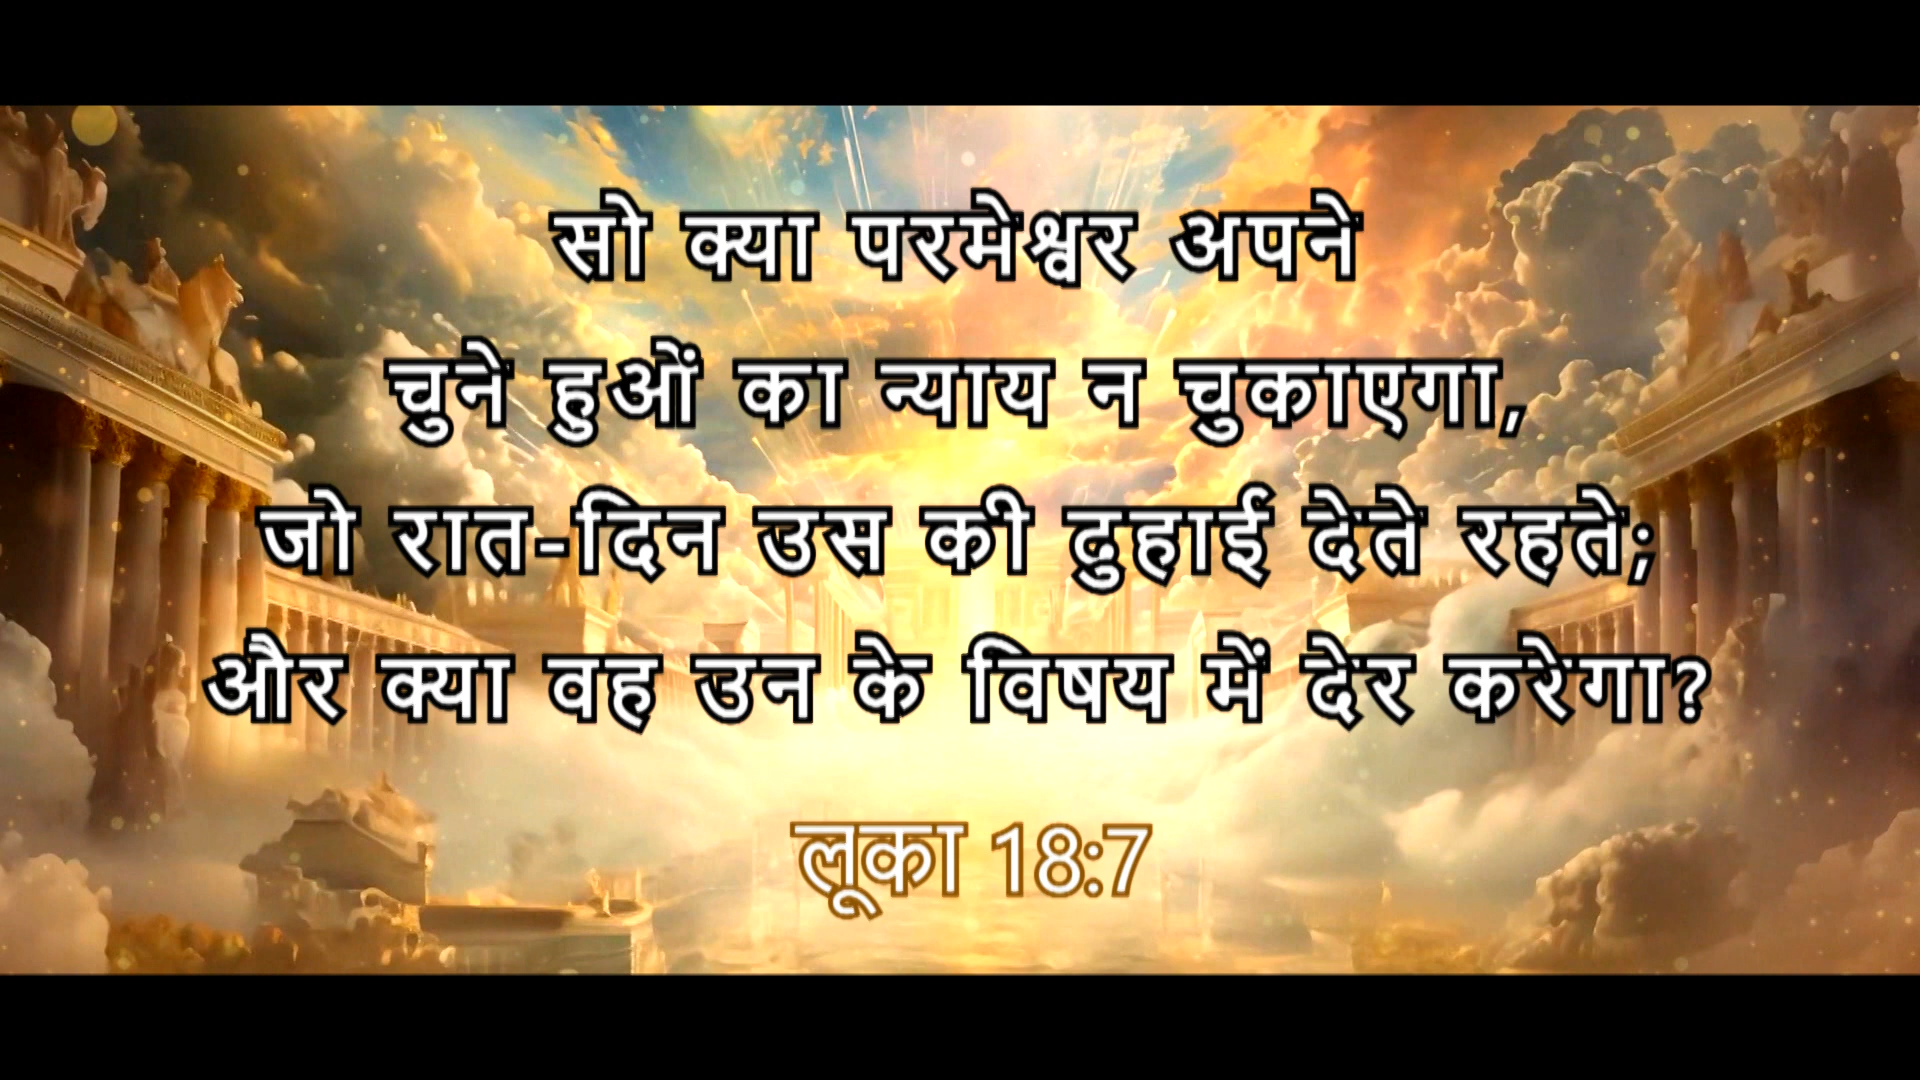 सो क्या परमेश्वर अपने
चुने हुओं का न्याय न चुकाएगा,
जो रात-दिन उस की दुहाई देते रहते;
और क्या वह उन के विषय में देर करेगा?
लूका 18:7